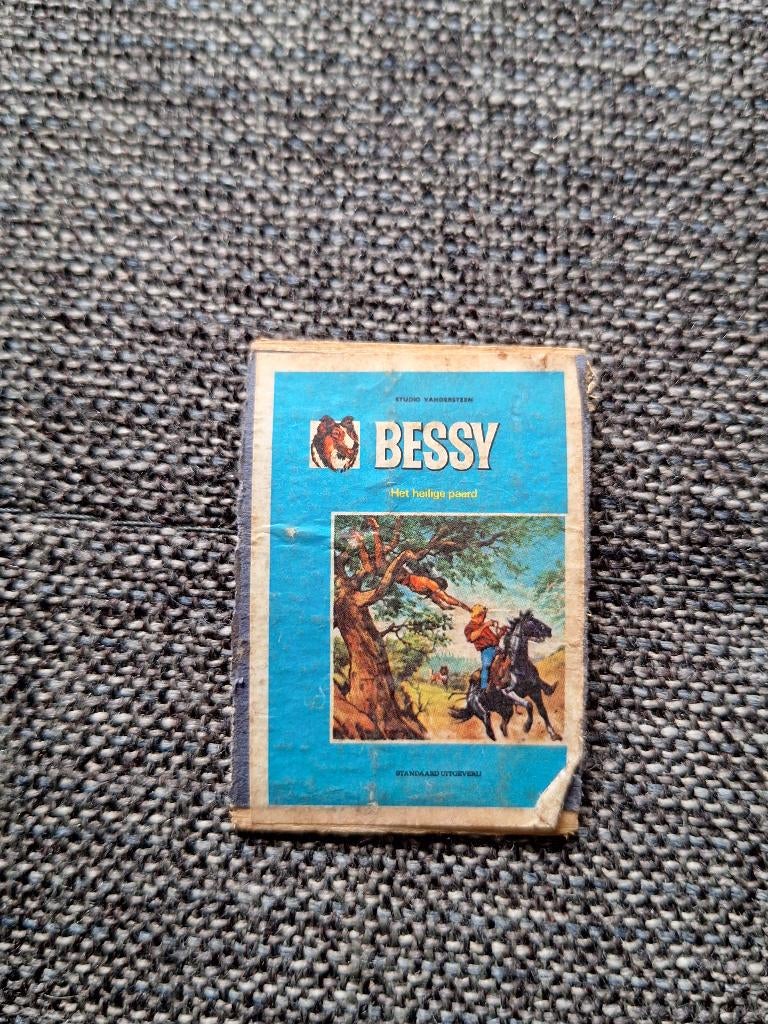 STUDIO VANDERSTEEN
BESSY
Het heilige paard
STANDAARD UITGEVERIJ